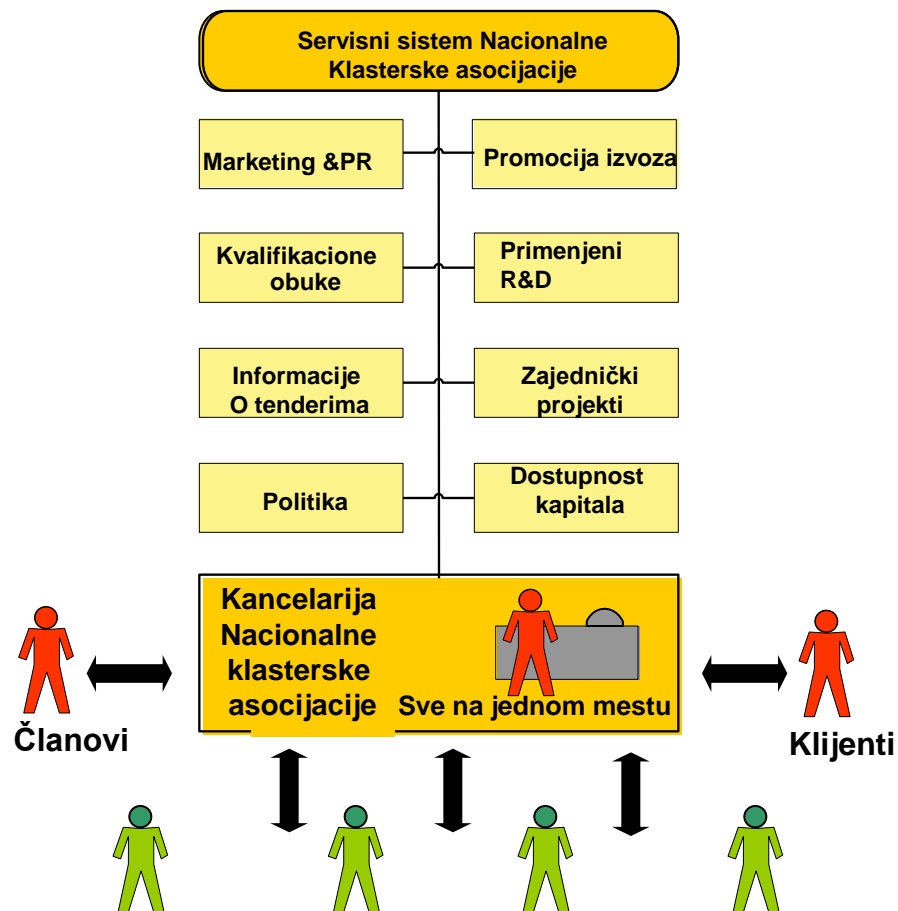 Servisni sistem Nacionalne
Klasterske asocijacije
Marketing &PR
Promocija izvoza
Kvalifikacione
obuke
Primenjeni
R&D
Informacije
O tenderima
Zajednički
projekti
Politika
Dostupnost
kapitala
Kancelarija
Nacionalne
klasterske
asocijacije
Sve na jednom mestu
Članovi
Klijenti